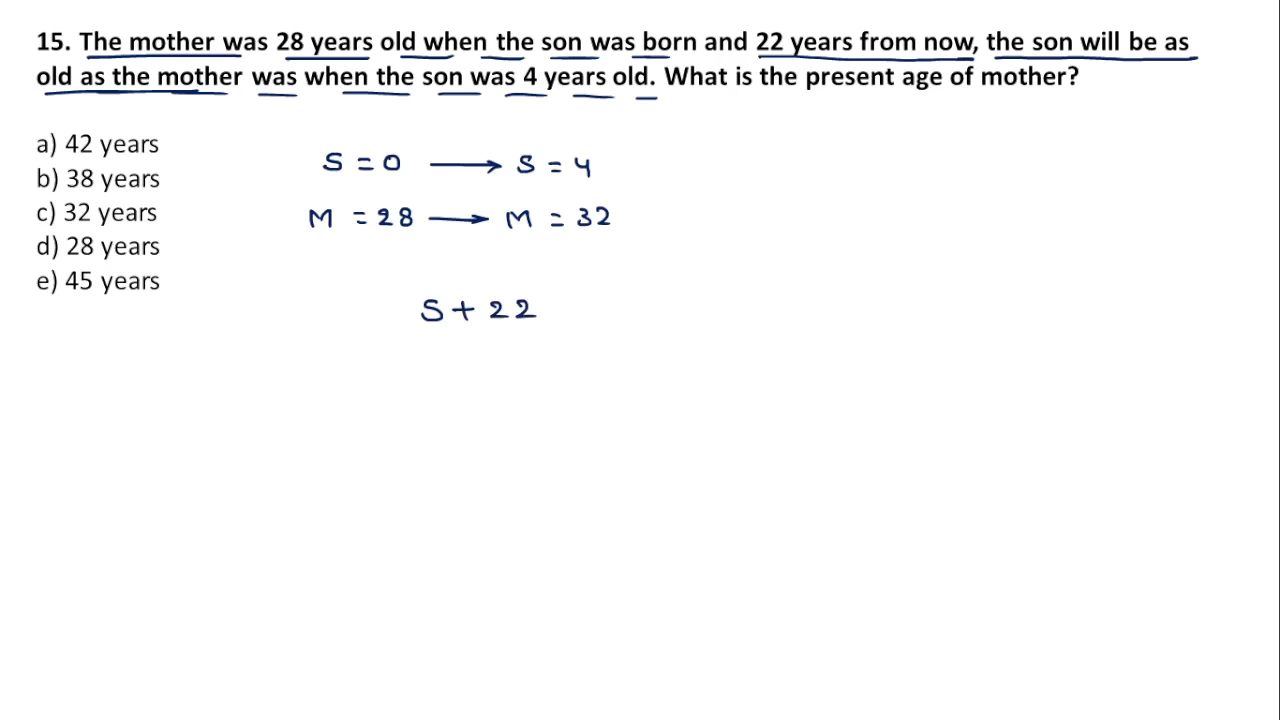 15. The mother was 28 years old when the son was born and 22 years from now, the son will be as
old as the mother was when the son was 4 years old. What is the present age of mother?
a) 42 years
b) 38 years
c) 32 years
d) 28 years
e) 45 years
S = 0 → S = 4
M = 28 → M = 32
S + 22